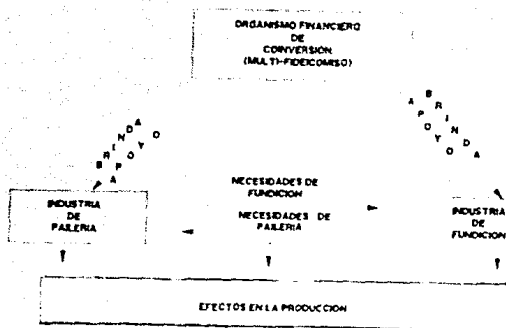 ORGANISMO FINANCIERO
DE
COINVERSION
(MULTI-FIDEICOMISO)
BRINDA
APOYO
BRINDA
APOYO
NECESIDADES DE
FUNDICION
NECESIDADES DE
PAILERIA
INDUSTRIA
DE
PAILERIA
INDUSTRIA
DE
FUNDICION
EFECTOS EN LA PRODUCCION